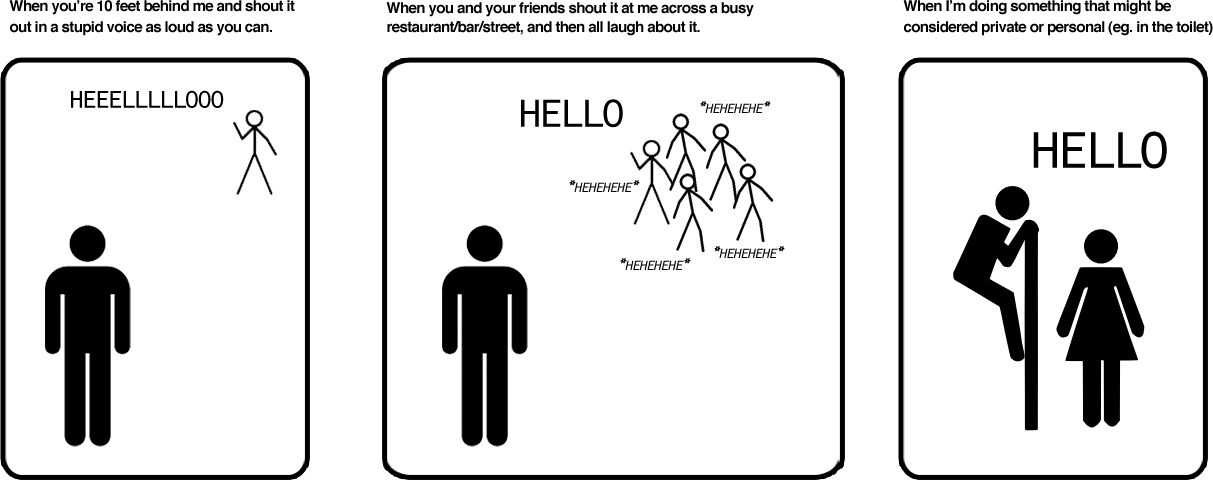 When you're 10 feet behind me and shout it
out in a stupid voice as loud as you can.
HEEELLLLLOOO
When you and your friends shout it at me across a busy
restaurant/bar/street, and then all laugh about it.
HELLO
*HEHEHEHE*
*HEHEHEHE*
*HEHEHEHE*
*HEHEHEHE*
When I'm doing something that might be
considered private or personal (eg. in the toilet)
HELLO